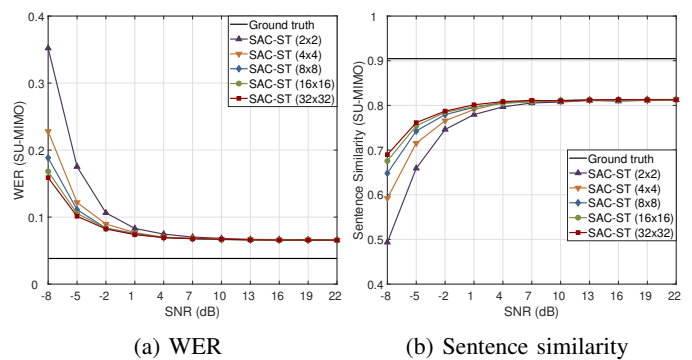 0.4
0.3
0.2
0.1
0
WER (SU-MIMO)
Ground truth
SAC-ST (2x2)
SAC-ST (4x4)
SAC-ST (8x8)
SAC-ST (16x16)
SAC-ST (32x32)
-8 -5 -2 1 4 7 10 13 16 19 22
SNR (dB)
(a) WER
1
0.9
0.8
0.7
0.6
0.5
0.4
Sentence Similarity (SU-MIMO)
Ground truth
SAC-ST (2x2)
SAC-ST (4x4)
SAC-ST (8x8)
SAC-ST (16x16)
SAC-ST (32x32)
-8 -5 -2 1 4 7 10 13 16 19 22
SNR (dB)
(b) Sentence similarity